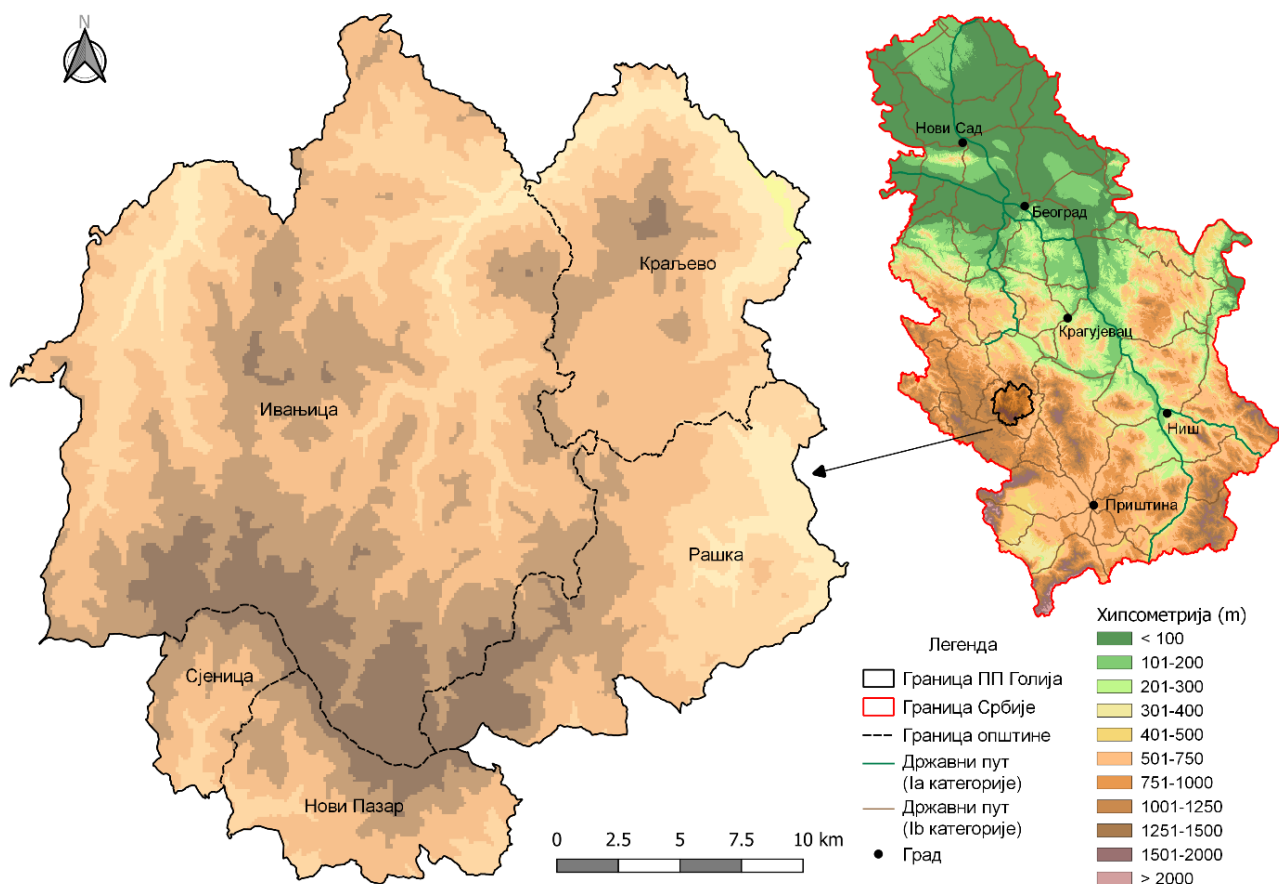 N
Краљево
Ивањица
Рашка
Сјеница
Нови Пазар
0 2.5 5 7.5 10 km
Нови Сад
Београд
Крагујевац
Ниш
Приштина
Легенда
Граница ПП Голија
Граница Србије
Граница општине
Државни пут
(Ia категорије)
Државни пут
(Ib категорије)
Град
Хипсометрија (m)
< 100
101-200
201-300
301-400
401-500
501-750
751-1000
1001-1250
1251-1500
1501-2000
> 2000